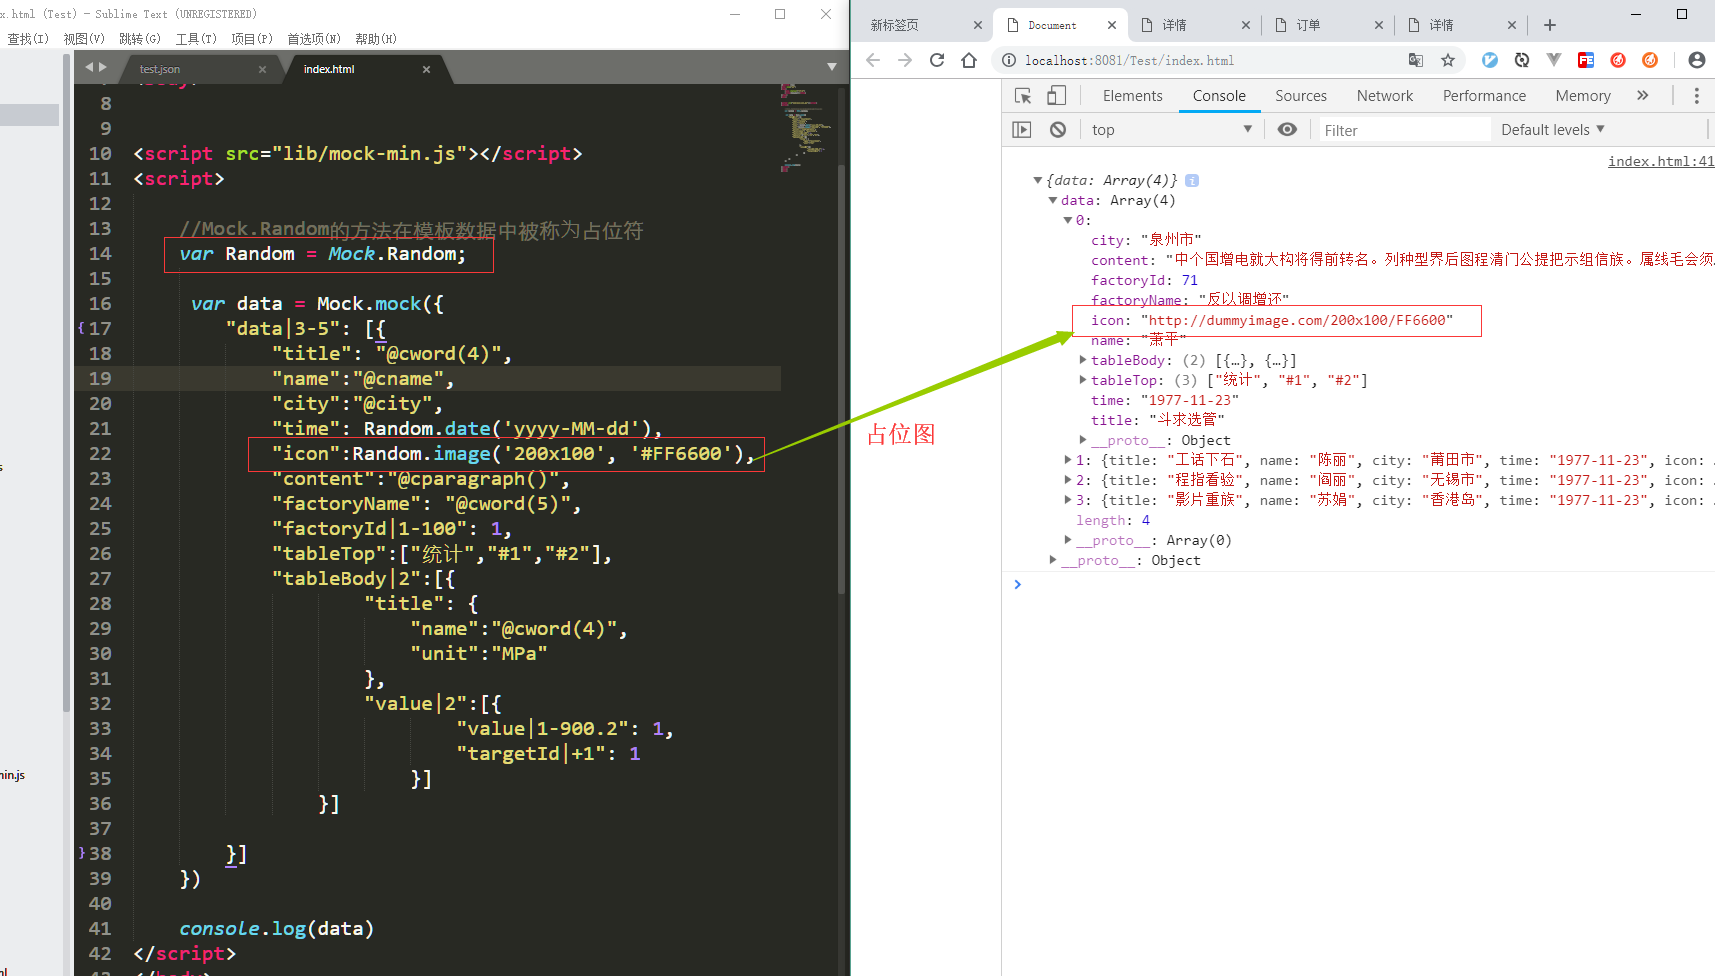 x.html (Test) - Sublime Text (UNREGISTERED)
查找(I) 视图(V) 跳转(G) 工具(T) 项目(P) 首选项(N) 帮助(H)
test.json
index.html
8
9
10 <script src="lib/mock-min.js"></script>
11 <script>
12
13 //Mock.Random的方法在模板数据中被称为占位符
14 var Random = Mock.Random;
15
16 var data = Mock.mock({
17 "data|3-5": [{
18 "title": "@cword(4)",
19 "name":"@cname",
20 "city":"@city",
21 "time": Random.date('yyyy-MM-dd'),
22 "icon":Random.image('200x100', '#FF6600'),
23 "content":"@cparagraph()",
24 "factoryName": "@cword(5)",
25 "factoryId|1-100": 1,
26 "tableTop":["统计","#1","#2"],
27 "tableBody|2":[{
28 "title": {
29 "name":"@cword(4)",
30 "unit":"MPa"
31 },
32 "value|2":[{
33 "value|1-900.2": 1,
34 "targetId|+1": 1
35 }]
36 }]
37
38 }]
39 })
40
41 console.log(data)
42 </script>
min.js
占位图
新标签页
Document
详情
订单
详情
localhost:8081/Test/index.html
Elements Console Sources Network Performance Memory »
top Filter Default levels ▼
index.html:41
▼{data: Array(4)} i
▼data: Array(4)
▼0:
city: "泉州市"
content: "中个国增电就大构将得前转名。列种型界后图程清门公提把示组信族。属线毛会须
factoryId: 71
factoryName: "反以调增还"
icon: "http://dummyimage.com/200x100/FF6600"
name: "萧平"
▶tableBody: (2) [{…}, {…}]
▶tableTop: (3) ["统计", "#1", "#2"]
time: "1977-11-23"
title: "斗求选管"
▶__proto__: Object
▶1: {title: "工话下石", name: "陈丽", city: "莆田市", time: "1977-11-23", icon:
▶2: {title: "程指看验", name: "阎丽", city: "无锡市", time: "1977-11-23", icon:
▶3: {title: "影片重族", name: "苏娟", city: "香港岛", time: "1977-11-23", icon:
length: 4
▶__proto__: Array(0)
▶__proto__: Object